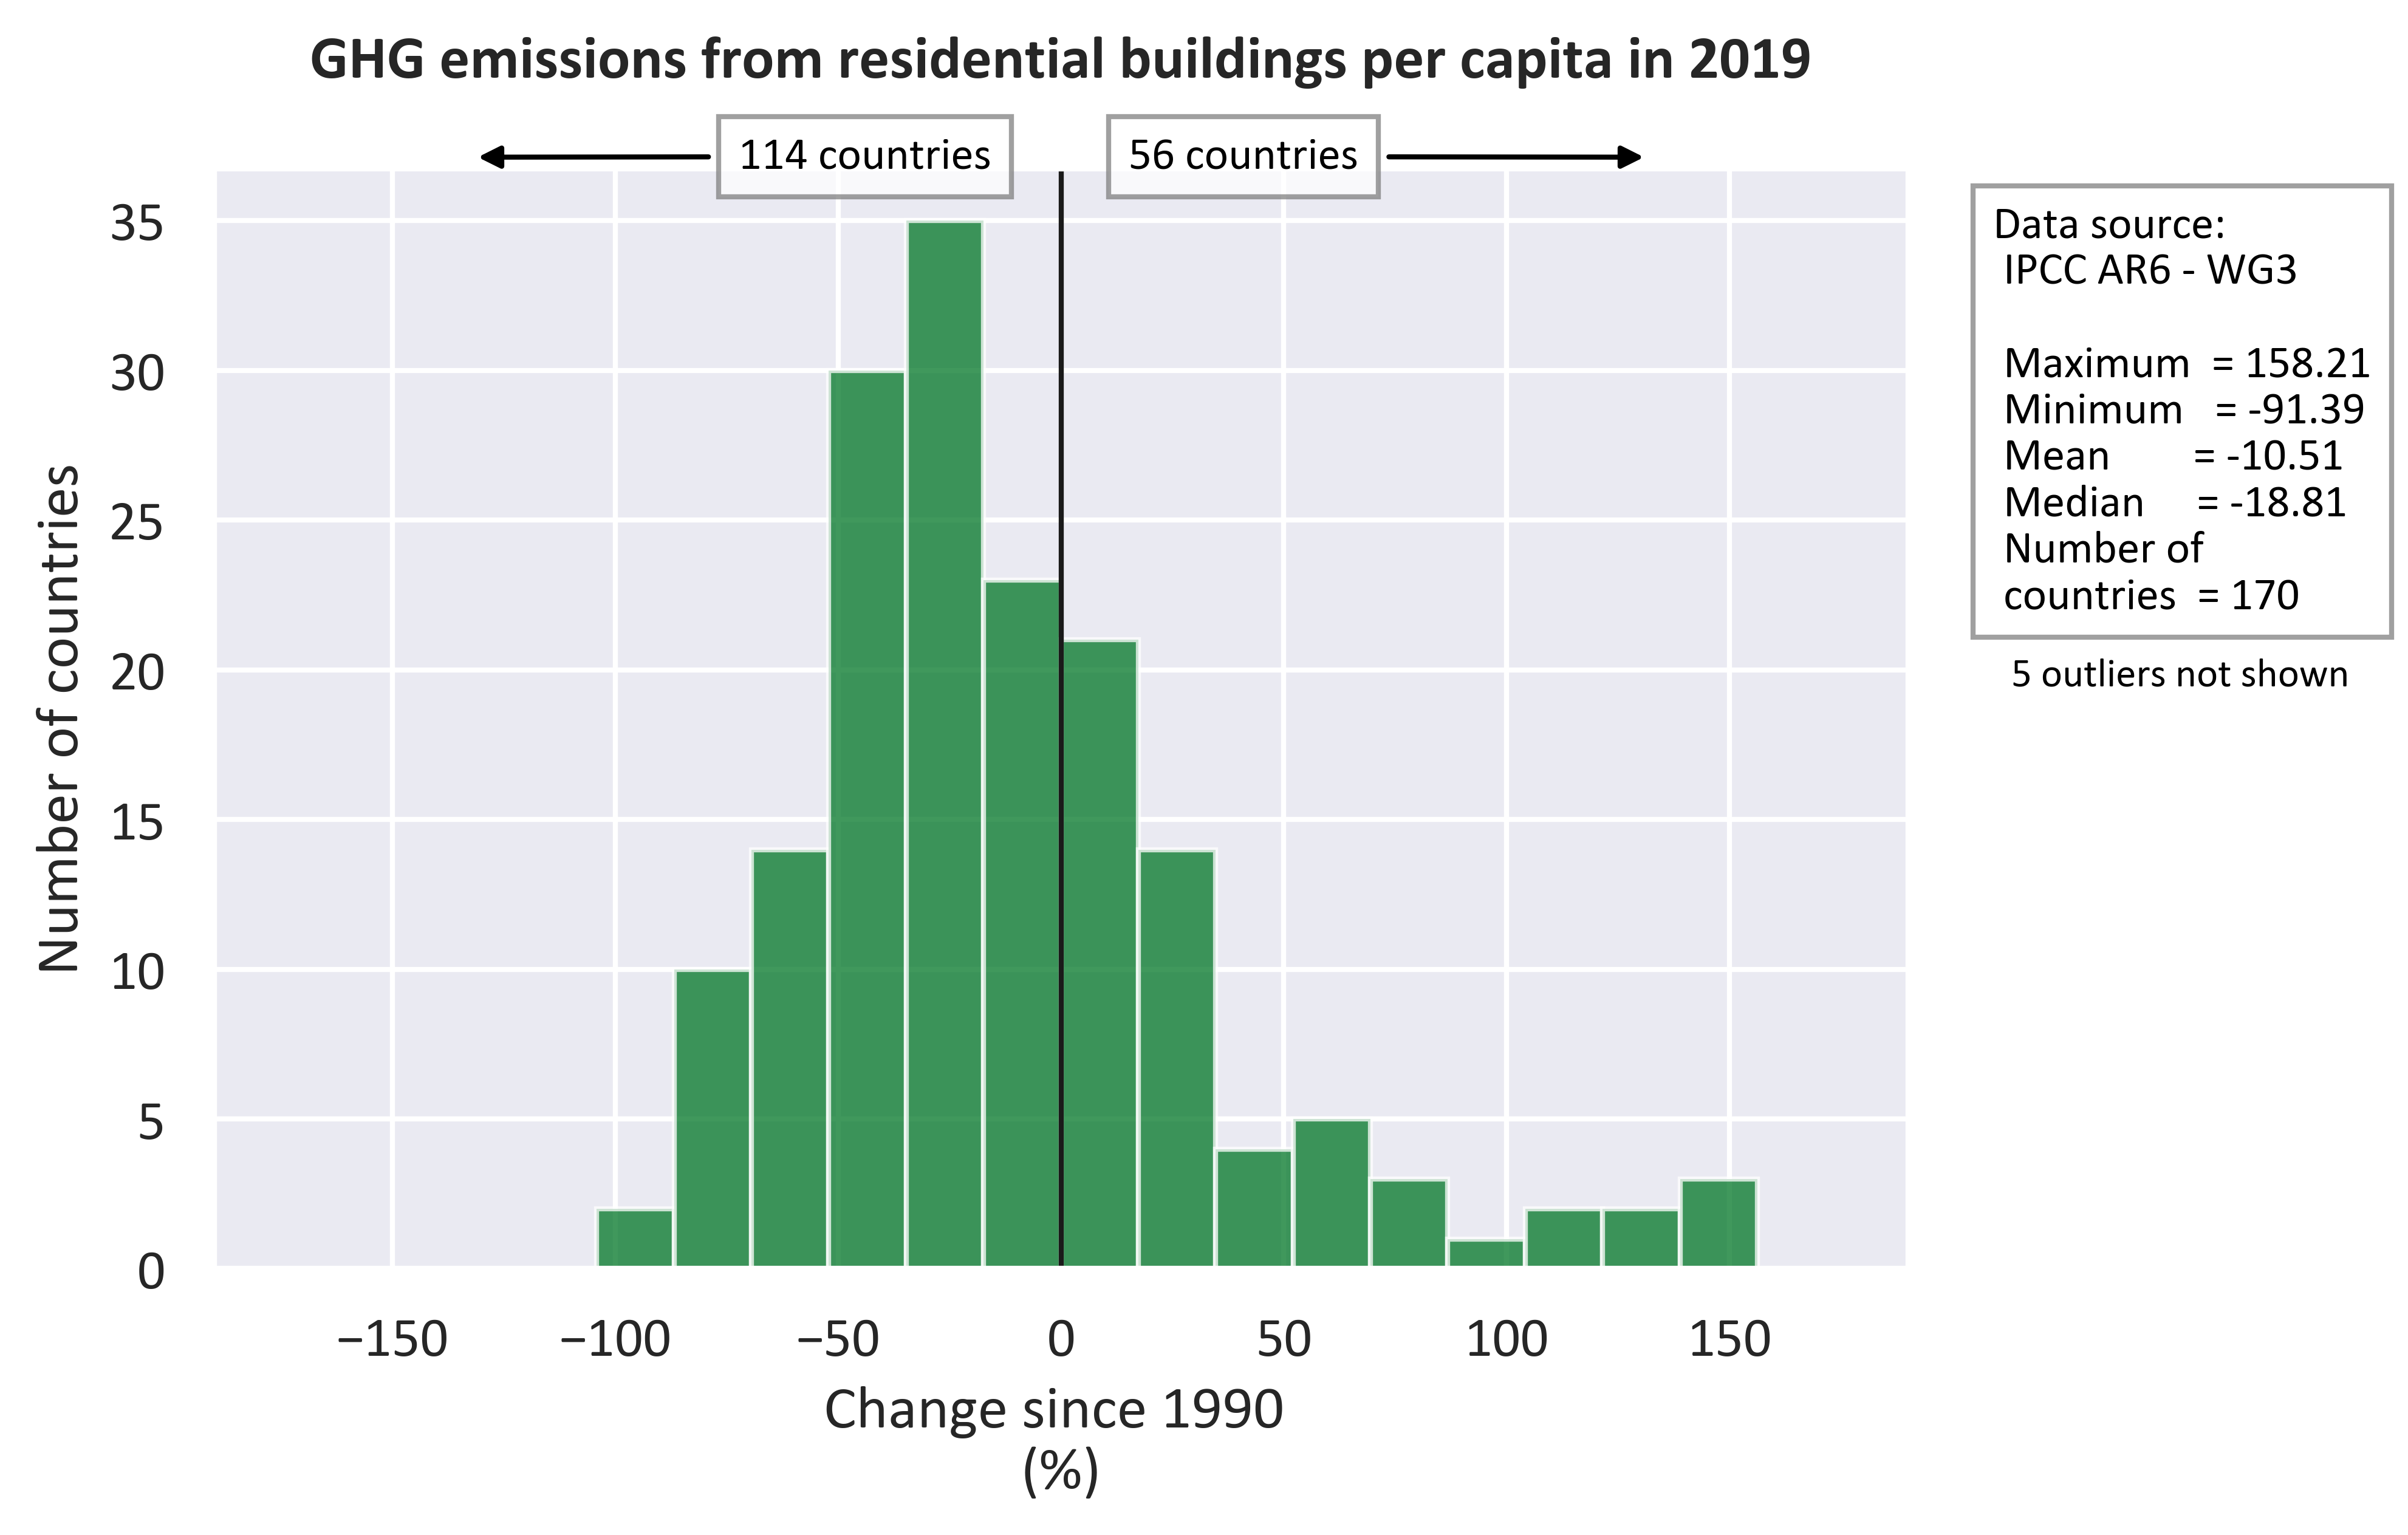 GHG emissions from residential buildings per capita in 2019
114 countries
56 countries
35
30
25
20
15
10
5
0
Number of countries
−150
−100
−50
0
50
100
150
Change since 1990
(%)
Data source:
IPCC AR6 - WG3
Maximum = 158.21
Minimum = -91.39
Mean = -10.51
Median = -18.81
Number of
countries = 170
5 outliers not shown